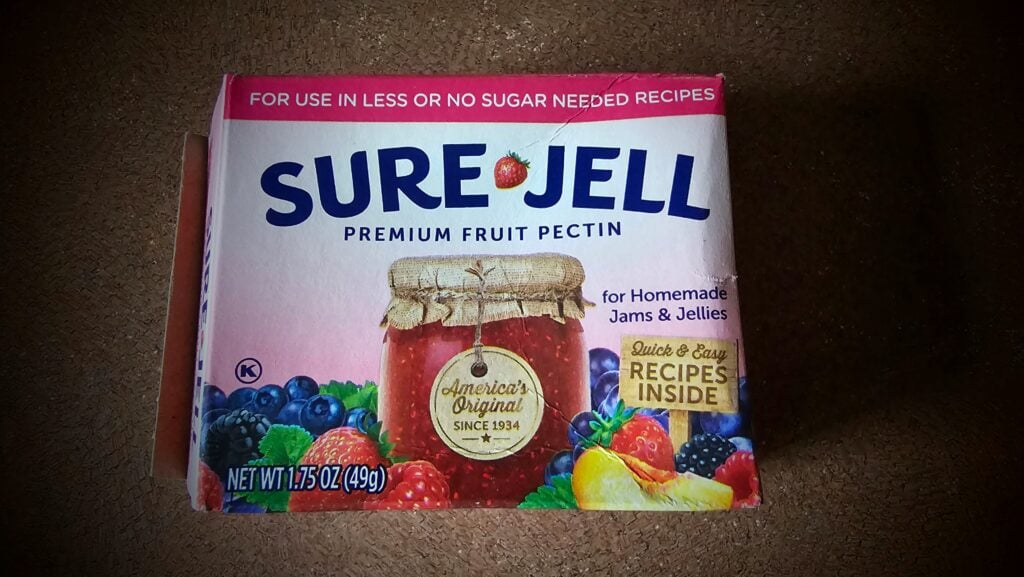 FOR USE IN LESS OR NO SUGAR NEEDED RECIPES
SURE JELL
PREMIUM FRUIT PECTIN
for Homemade
Jams & Jellies
Quick & Easy
RECIPES
INSIDE
K
America's
Original
SINCE 1934
NET WT 1.75 OZ (49g)